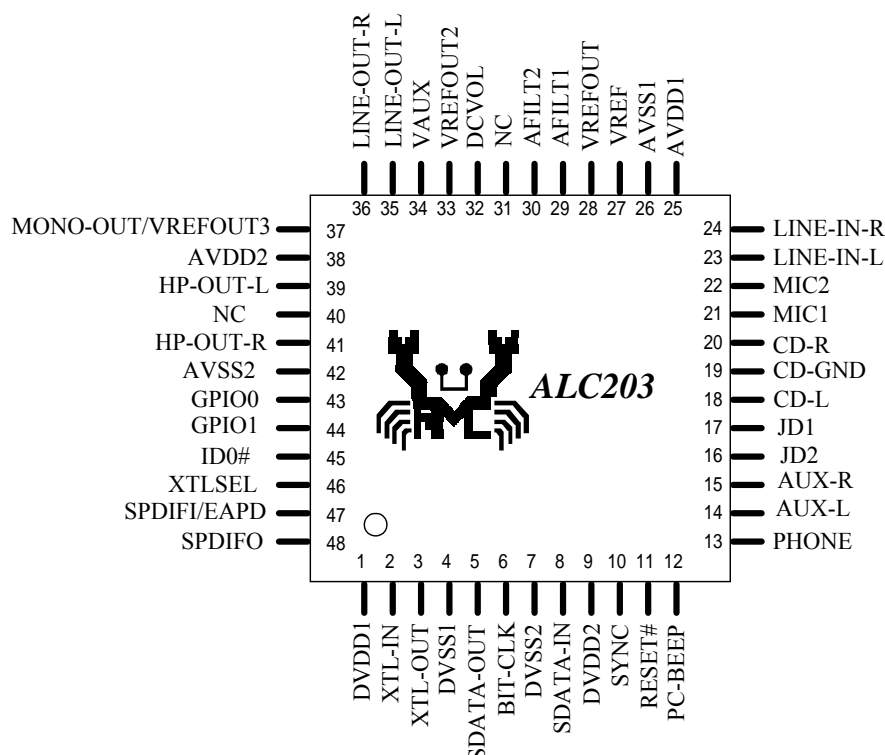 LINE-OUT-R
LINE-OUT-L
VAUX
VREFOUT2
DCVOL
NC
AFILT2
AFILT1
VREFOUT
VREF
AVSS1
AVDD1
36 35 34 33 32 31 30 29 28 27 26 25
MONO-OUT/VREFOUT3 37
AVDD2 38
HP-OUT-L 39
NC 40
HP-OUT-R 41
AVSS2 42
GPIO0 43
GPIO1 44
ID0# 45
XTLSEL 46
SPDIFI/EAPD 47
SPDIFO 48
ALC203
24 LINE-IN-R
23 LINE-IN-L
22 MIC2
21 MIC1
20 CD-R
19 CD-GND
18 CD-L
17 JD1
16 JD2
15 AUX-R
14 AUX-L
13 PHONE
1 2 3 4 5 6 7 8 9 10 11 12
DVDD1
XTL-IN
XTL-OUT
DVSS1
SDATA-OUT
BIT-CLK
DVSS2
SDATA-IN
DVDD2
SYNC
RESET#
PC-BEEP